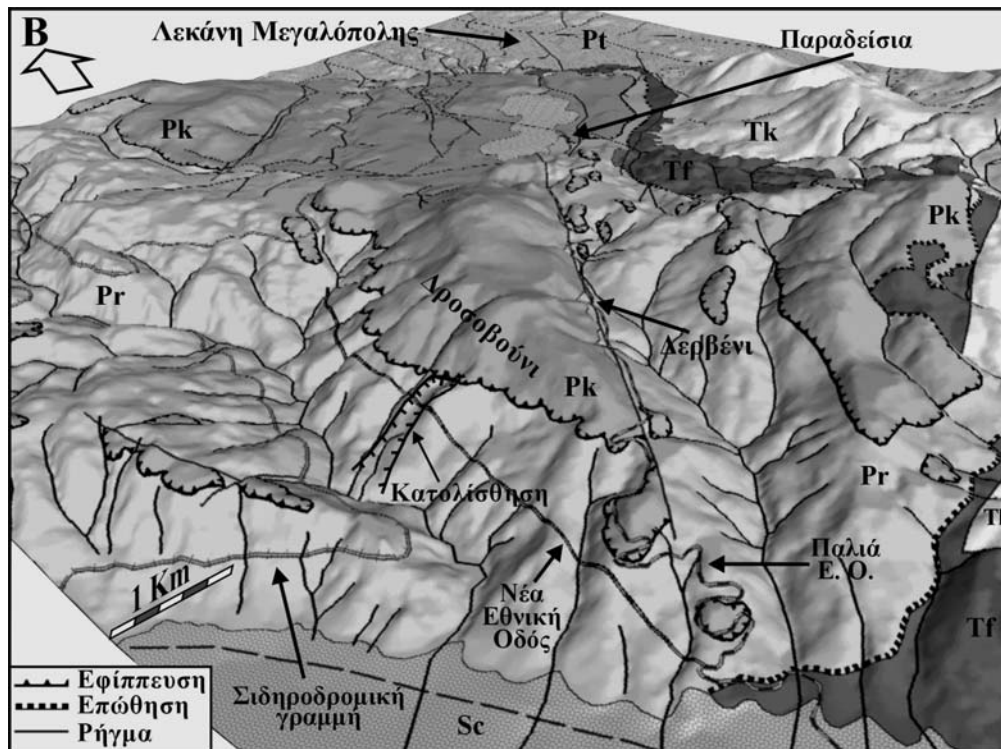 Β
Λεκάνη Μεγαλόπολης
Pt
Παραδείσια
Pk
Tk
Tf
Pk
Pr
Δροσοβούνι
Δερβένι
Pk
Κατολίσθηση
Pr
Παλιά
Ε. Ο.
1 Km
Νέα
Εθνική
Οδός
Tf
Εφίππευση
Επώθηση
Ρήγμα
Σιδηροδρομική
γραμμή
Sc